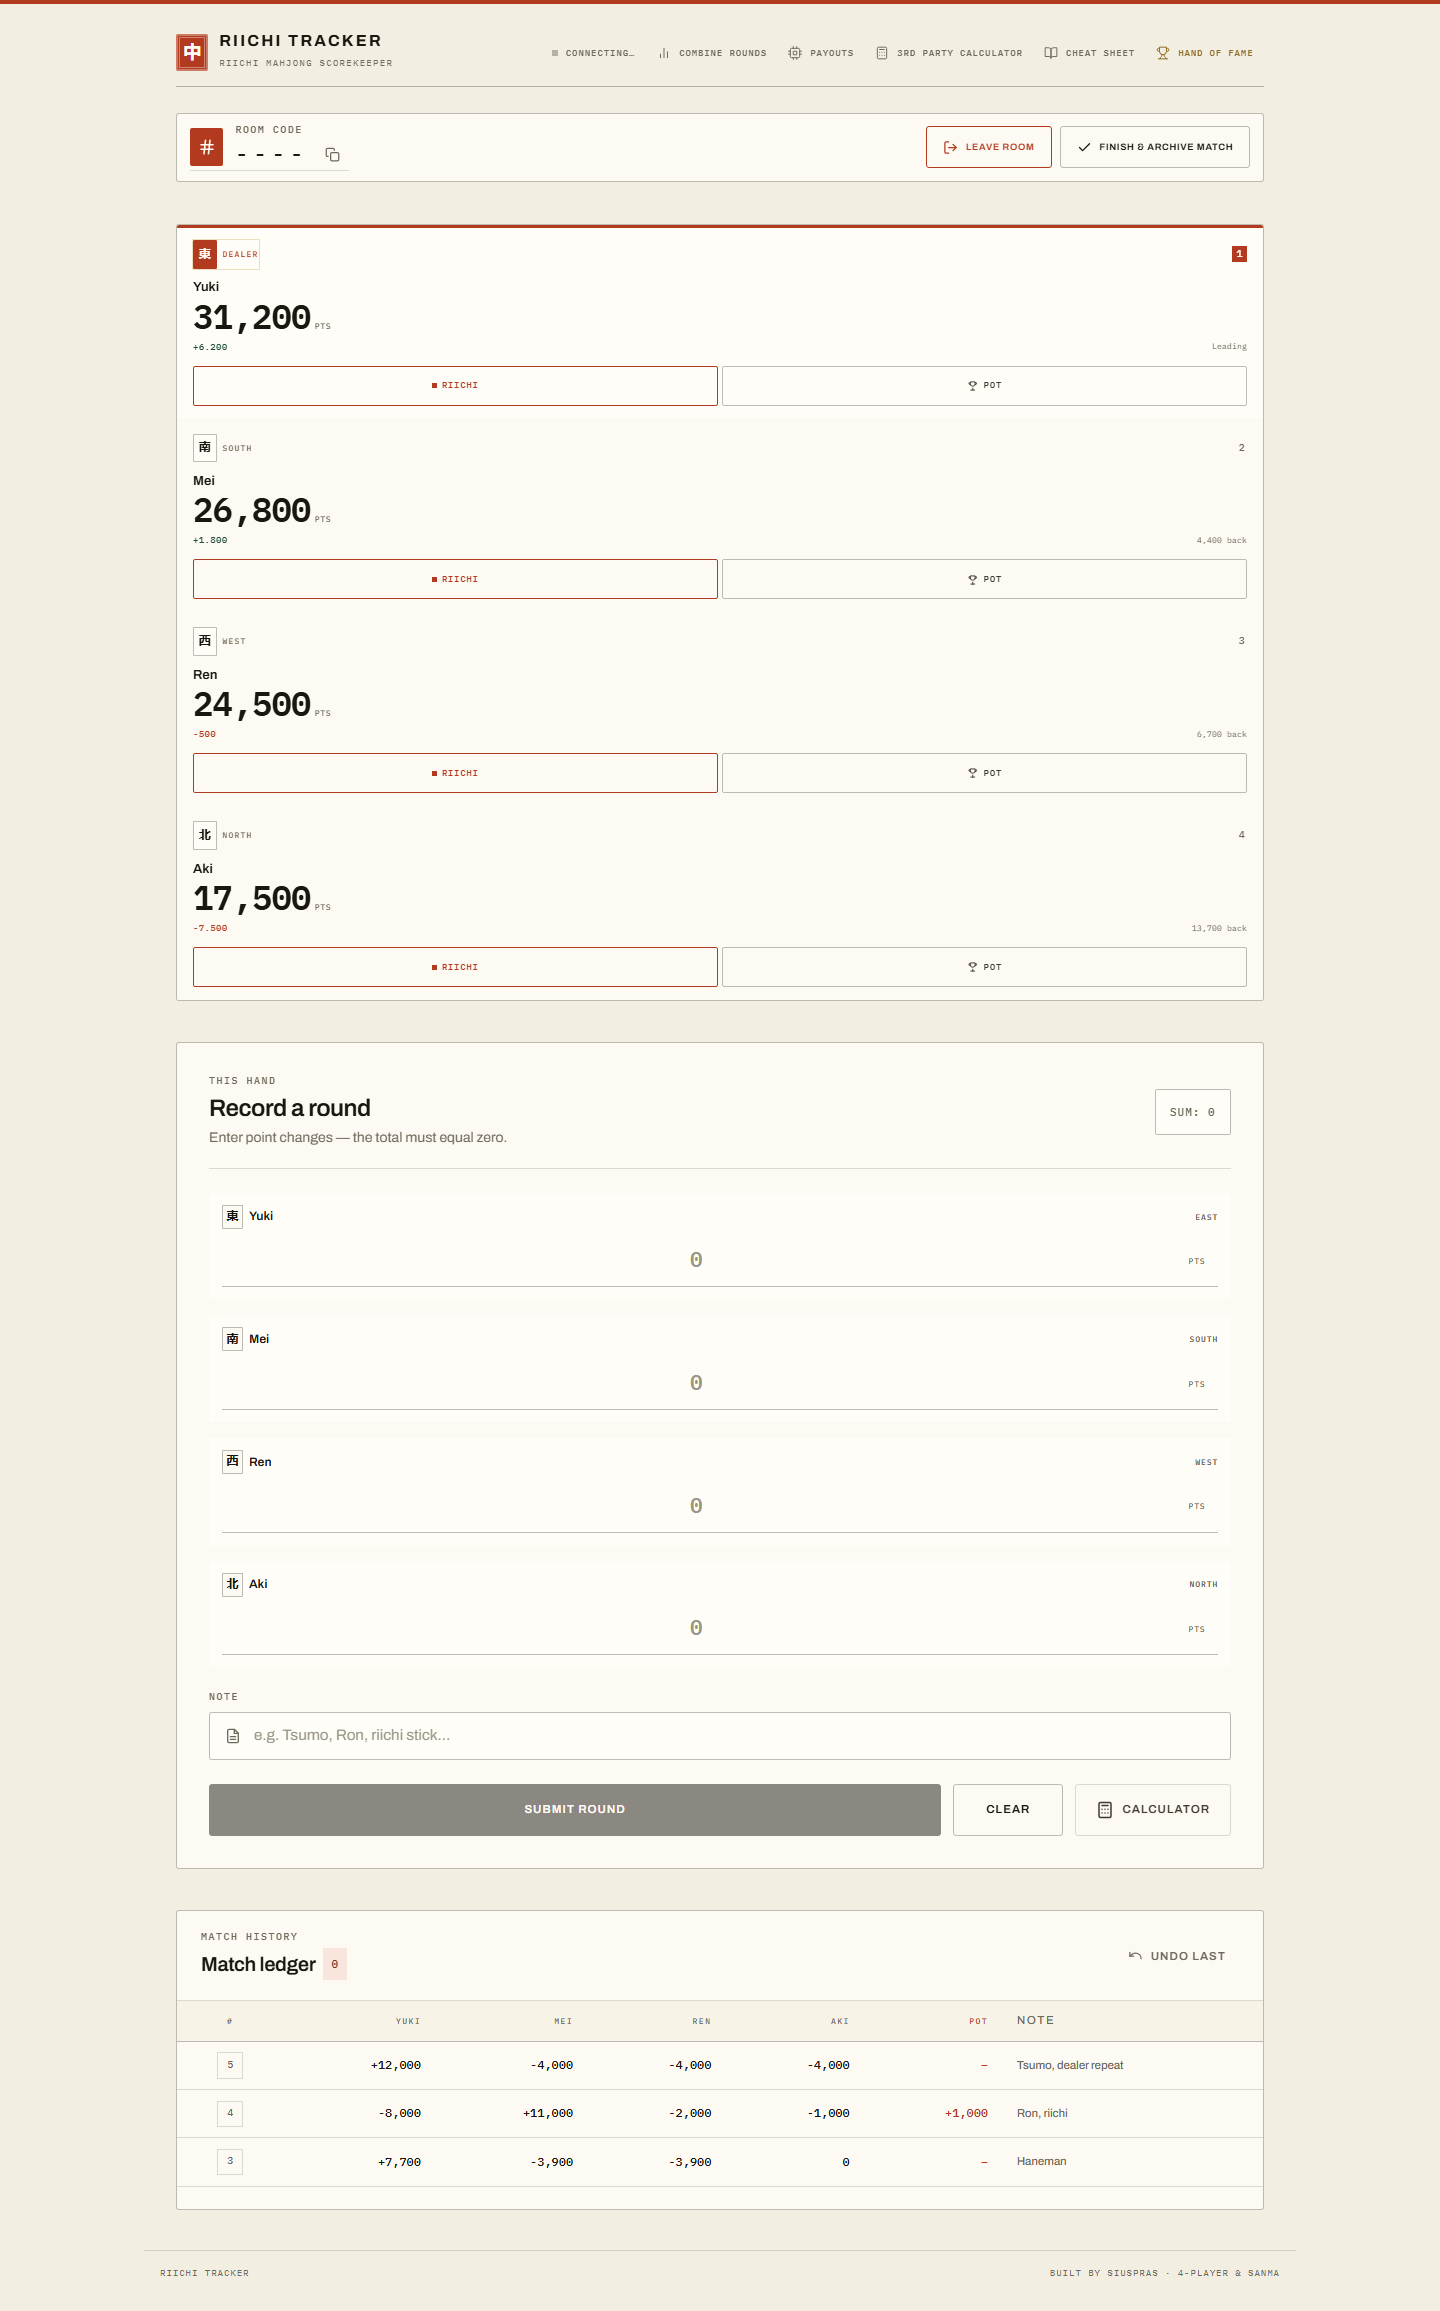 中
RIICHI TRACKER
RIICHI MAHJONG SCOREKEEPER
CONNECTING…
COMBINE ROUNDS
PAYOUTS
3RD PARTY CALCULATOR
CHEAT SHEET
HAND OF FAME
#
ROOM CODE
- - - -
LEAVE ROOM
FINISH & ARCHIVE MATCH
東 DEALER 1
Yuki
31,200 PTS
+6.200 Leading
RIICHI POT
南 SOUTH 2
Mei
26,800 PTS
+1.800 4,400 back
RIICHI POT
西 WEST 3
Ren
24,500 PTS
-500 6,700 back
RIICHI POT
北 NORTH 4
Aki
17,500 PTS
-7.500 13,700 back
RIICHI POT
THIS HAND
Record a round
Enter point changes — the total must equal zero.
SUM: 0
東 Yuki EAST
0 PTS
南 Mei SOUTH
0 PTS
西 Ren WEST
0 PTS
北 Aki NORTH
0 PTS
NOTE
e.g. Tsumo, Ron, riichi stick...
SUBMIT ROUND CLEAR CALCULATOR
MATCH HISTORY
Match ledger 0
UNDO LAST
# YUKI MEI REN AKI POT NOTE
5 +12,000 -4,000 -4,000 -4,000 – Tsumo, dealer repeat
4 -8,000 +11,000 -2,000 -1,000 +1,000 Ron, riichi
3 +7,700 -3,900 -3,900 0 – Haneman
RIICHI TRACKER
BUILT BY SIUSPRAS · 4-PLAYER & SANMA